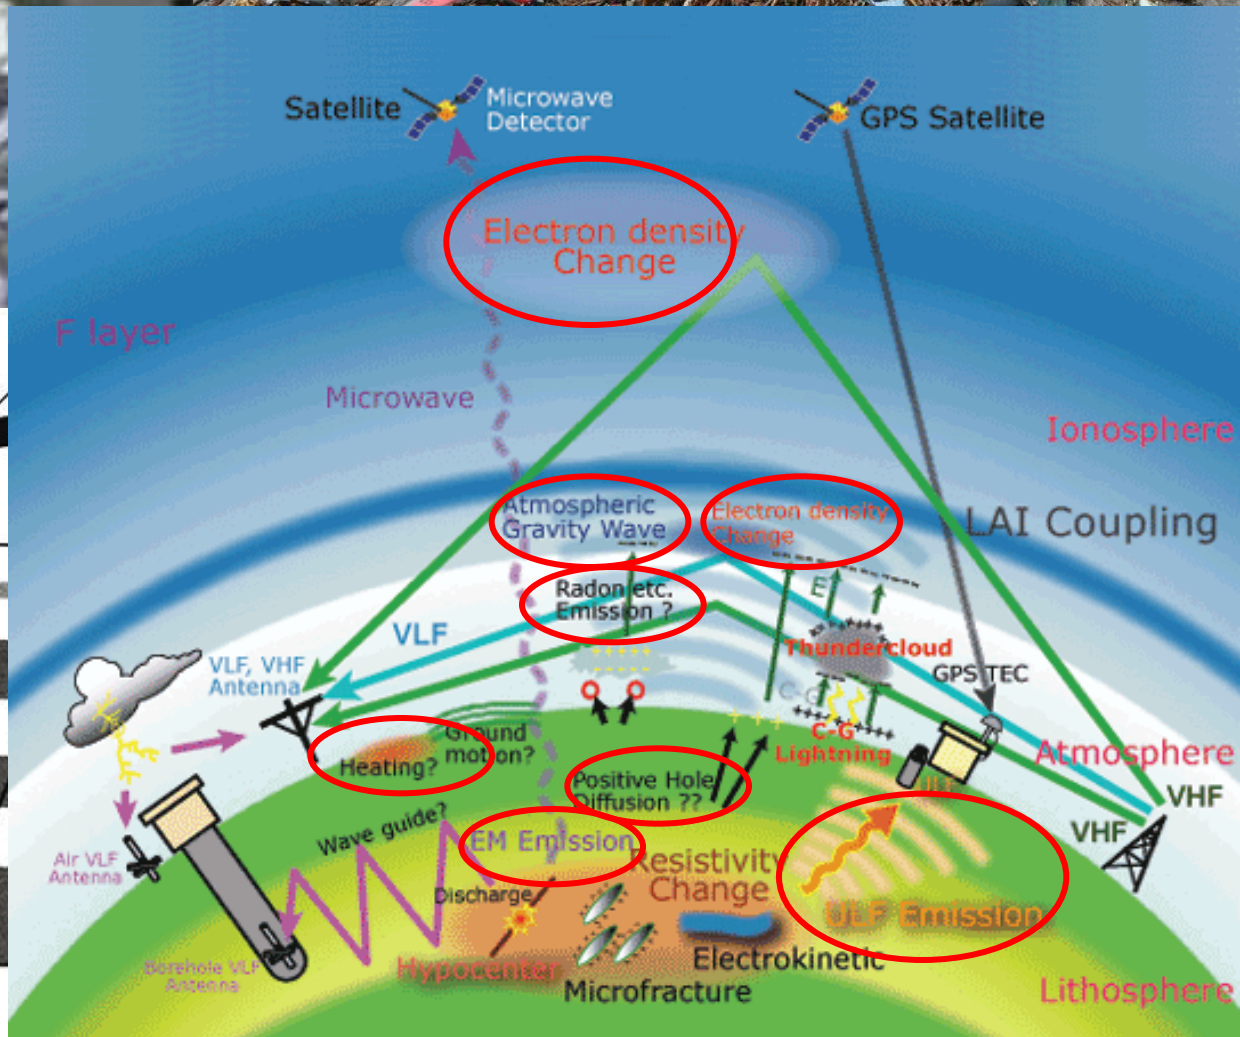 Satellite
Microwave
Detector
GPS Satellite
Electron density
Change
F layer
Microwave
Ionosphere
Atmospheric
Gravity Wave
Electron density
Change
LAI Coupling
Radon etc.
Emission ?
E
VLF
Thundercloud
VLF, VHF
Antenna
GPS TEC
C-G
C-G
Lightning
Ground
motion?
Heating?
Atmosphere
Positive Hole
Diffusion ??
ULF
VHF
VHF
Wave guide?
EM Emission
Resistivity
Change
Air VLF
Antenna
Discharge
ULF Emission
Electrokinetic
Hypocenter
Borehole VLF
Antenna
Microfracture
Lithosphere